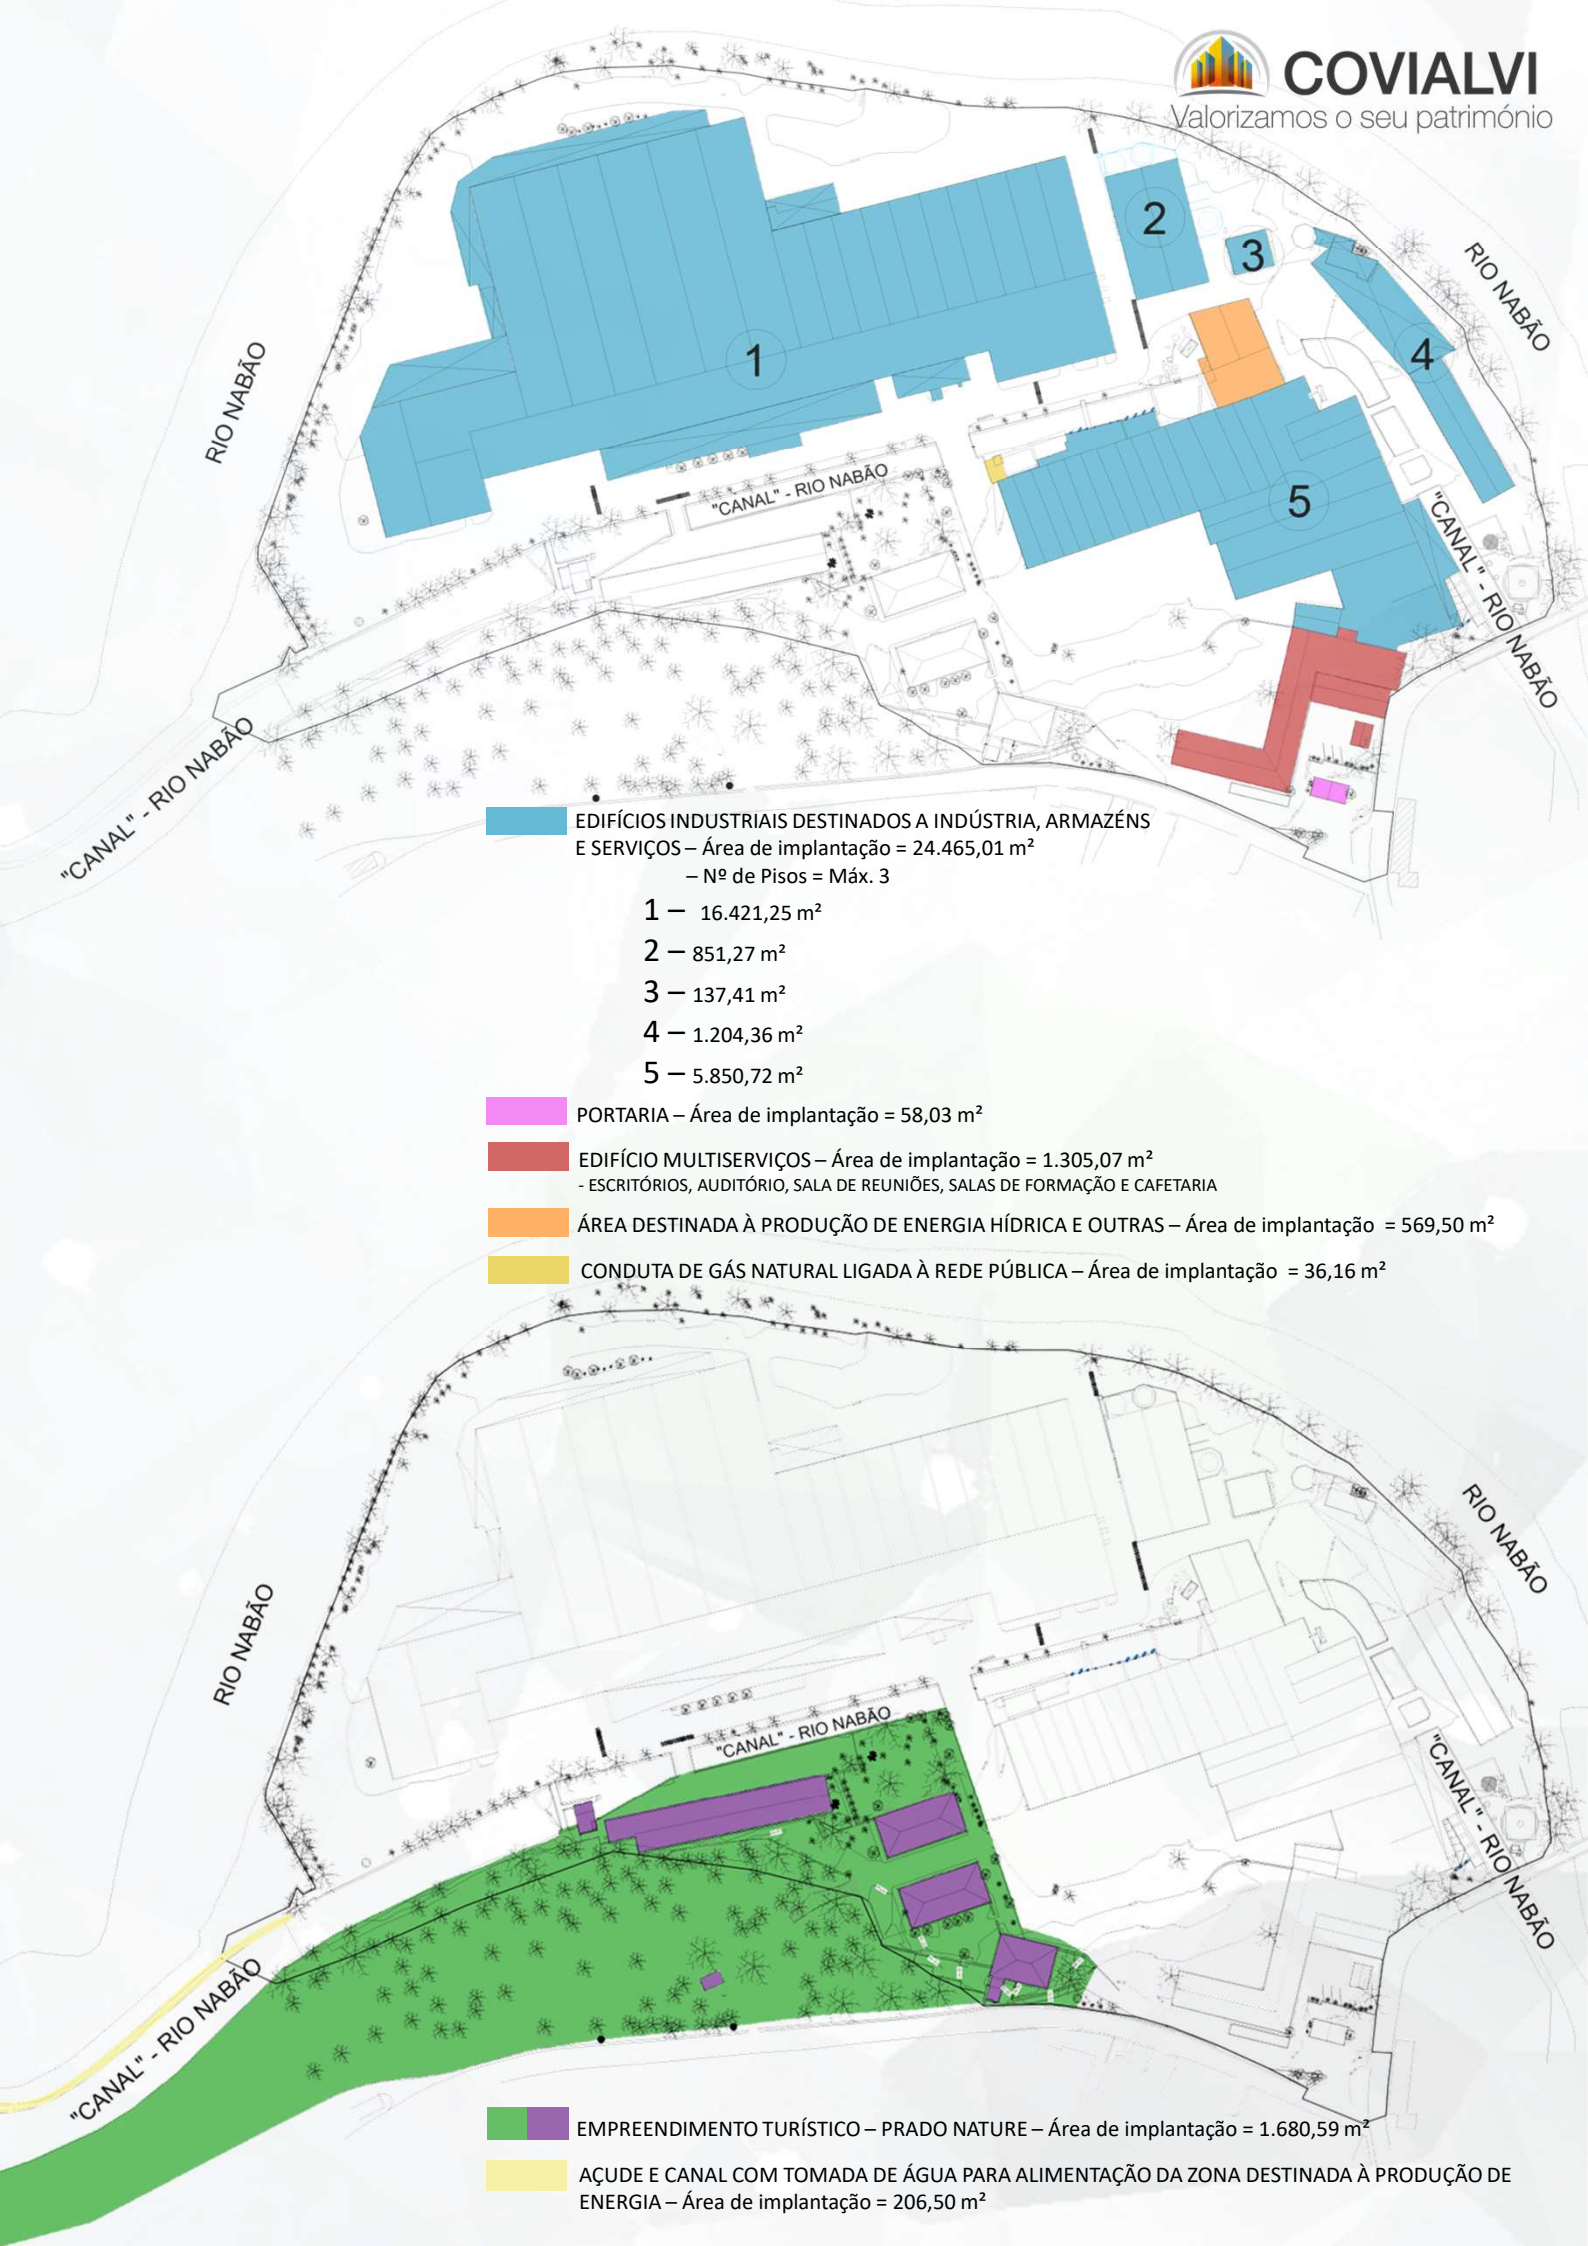 COVIALVI
Valorizamos o seu património
1
2
3
4
5
RIO NABÃO
RIO NABÃO
"CANAL" - RIO NABÃO
"CANAL" - RIO NABÃO
"CANAL" - RIO NABÃO
EDIFÍCIOS INDUSTRIAIS DESTINADOS A INDÚSTRIA, ARMAZÉNS
E SERVIÇOS – Área de implantação = 24.465,01 m²
– Nº de Pisos = Máx. 3
1 – 16.421,25 m²
2 – 851,27 m²
3 – 137,41 m²
4 – 1.204,36 m²
5 – 5.850,72 m²
PORTARIA – Área de implantação = 58,03 m²
EDIFÍCIO MULTISERVIÇOS – Área de implantação = 1.305,07 m²
- ESCRITÓRIOS, AUDITÓRIO, SALA DE REUNIÕES, SALAS DE FORMAÇÃO E CAFETARIA
ÁREA DESTINADA À PRODUÇÃO DE ENERGIA HÍDRICA E OUTRAS – Área de implantação = 569,50 m²
CONDUTA DE GÁS NATURAL LIGADA À REDE PÚBLICA – Área de implantação = 36,16 m²
RIO NABÃO
RIO NABÃO
"CANAL" - RIO NABÃO
"CANAL" - RIO NABÃO
"CANAL" - RIO NABÃO
EMPREENDIMENTO TURÍSTICO – PRADO NATURE – Área de implantação = 1.680,59 m²
AÇUDE E CANAL COM TOMADA DE ÁGUA PARA ALIMENTAÇÃO DA ZONA DESTINADA À PRODUÇÃO DE
ENERGIA – Área de implantação = 206,50 m²